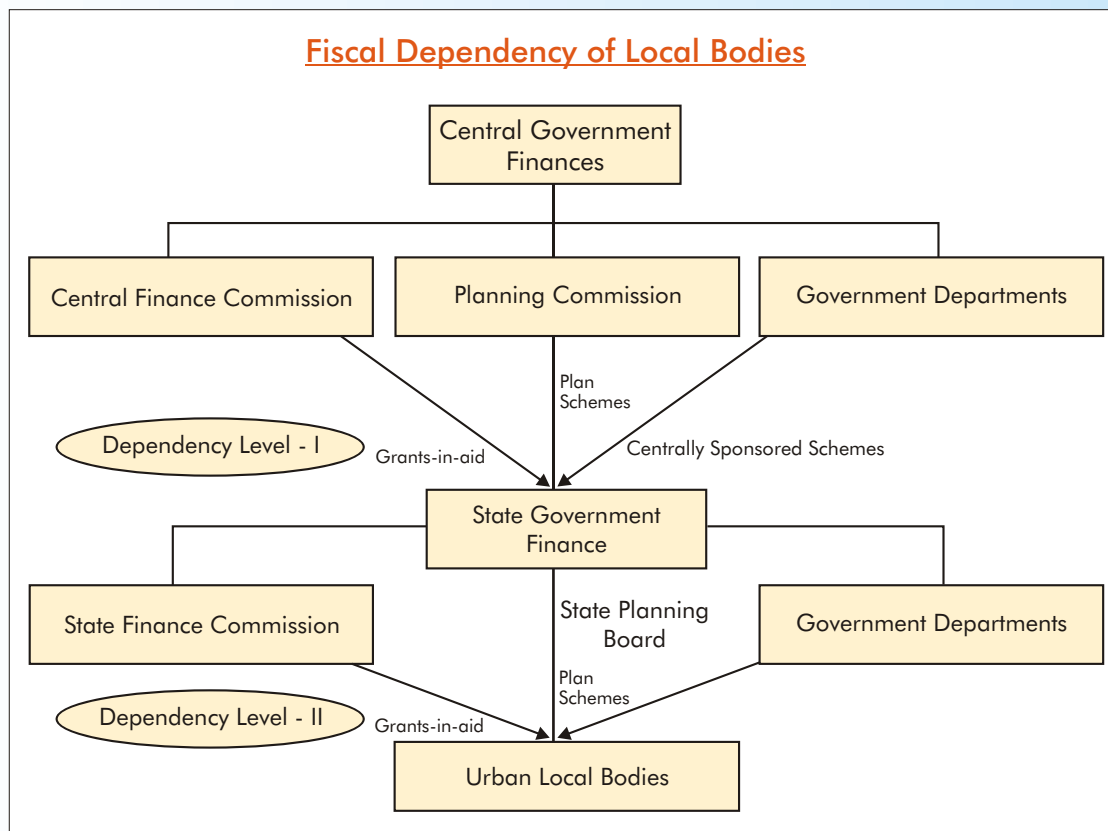 Fiscal Dependency of Local Bodies
Central Government
Finances
Central Finance Commission
Planning Commission
Government Departments
Plan
Schemes
Dependency Level - I
Grants-in-aid
Centrally Sponsored Schemes
State Government
Finance
State Finance Commission
State Planning
Board
Government Departments
Plan
Schemes
Dependency Level - II
Grants-in-aid
Urban Local Bodies